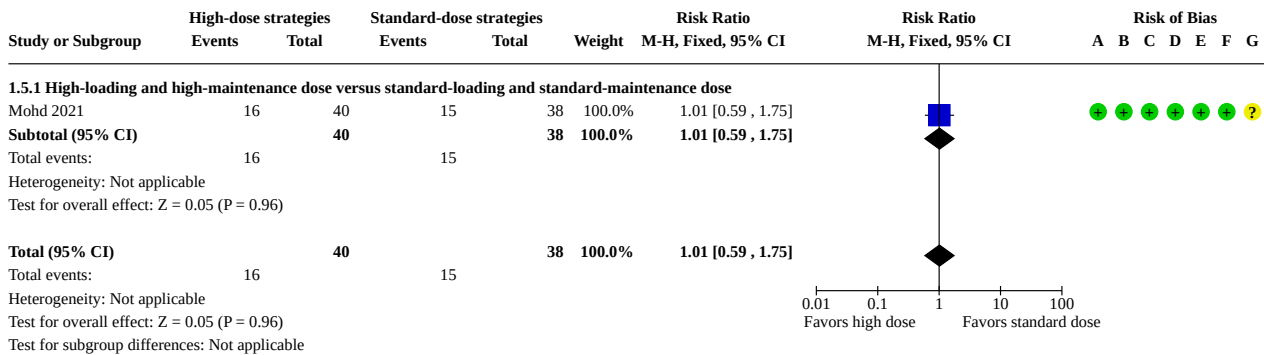 High-dose strategies Standard-dose strategies Risk Ratio Risk Ratio Risk of Bias
Study or Subgroup Events Total Events Total Weight M-H, Fixed, 95% CI M-H, Fixed, 95% CI A B C D E F G
1.5.1 High-loading and high-maintenance dose versus standard-loading and standard-maintenance dose
Mohd 2021 16 40 15 38 100.0% 1.01 [0.59 , 1.75] + + + + + + ?
Subtotal (95% CI) 40 38 100.0% 1.01 [0.59 , 1.75]
Total events: 16 15
Heterogeneity: Not applicable
Test for overall effect: Z = 0.05 (P = 0.96)
Total (95% CI) 40 38 100.0% 1.01 [0.59 , 1.75]
Total events: 16 15
Heterogeneity: Not applicable
0.01 0.1 1 10 100
Test for overall effect: Z = 0.05 (P = 0.96) Favors high dose Favors standard dose
Test for subgroup differences: Not applicable